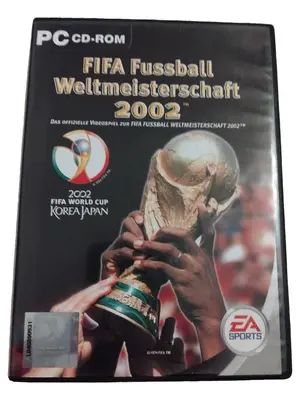 PC CD-ROM
FIFA Fussball
Weltmeisterschaft
2002™
DAS OFFIZIELLE VIDEOSPIEL ZUR FIFA FUSSBALL WELTMEISTERSCHAFT 2002™
2002
FIFA WORLD CUP
KOREA JAPAN
EA
SPORTS